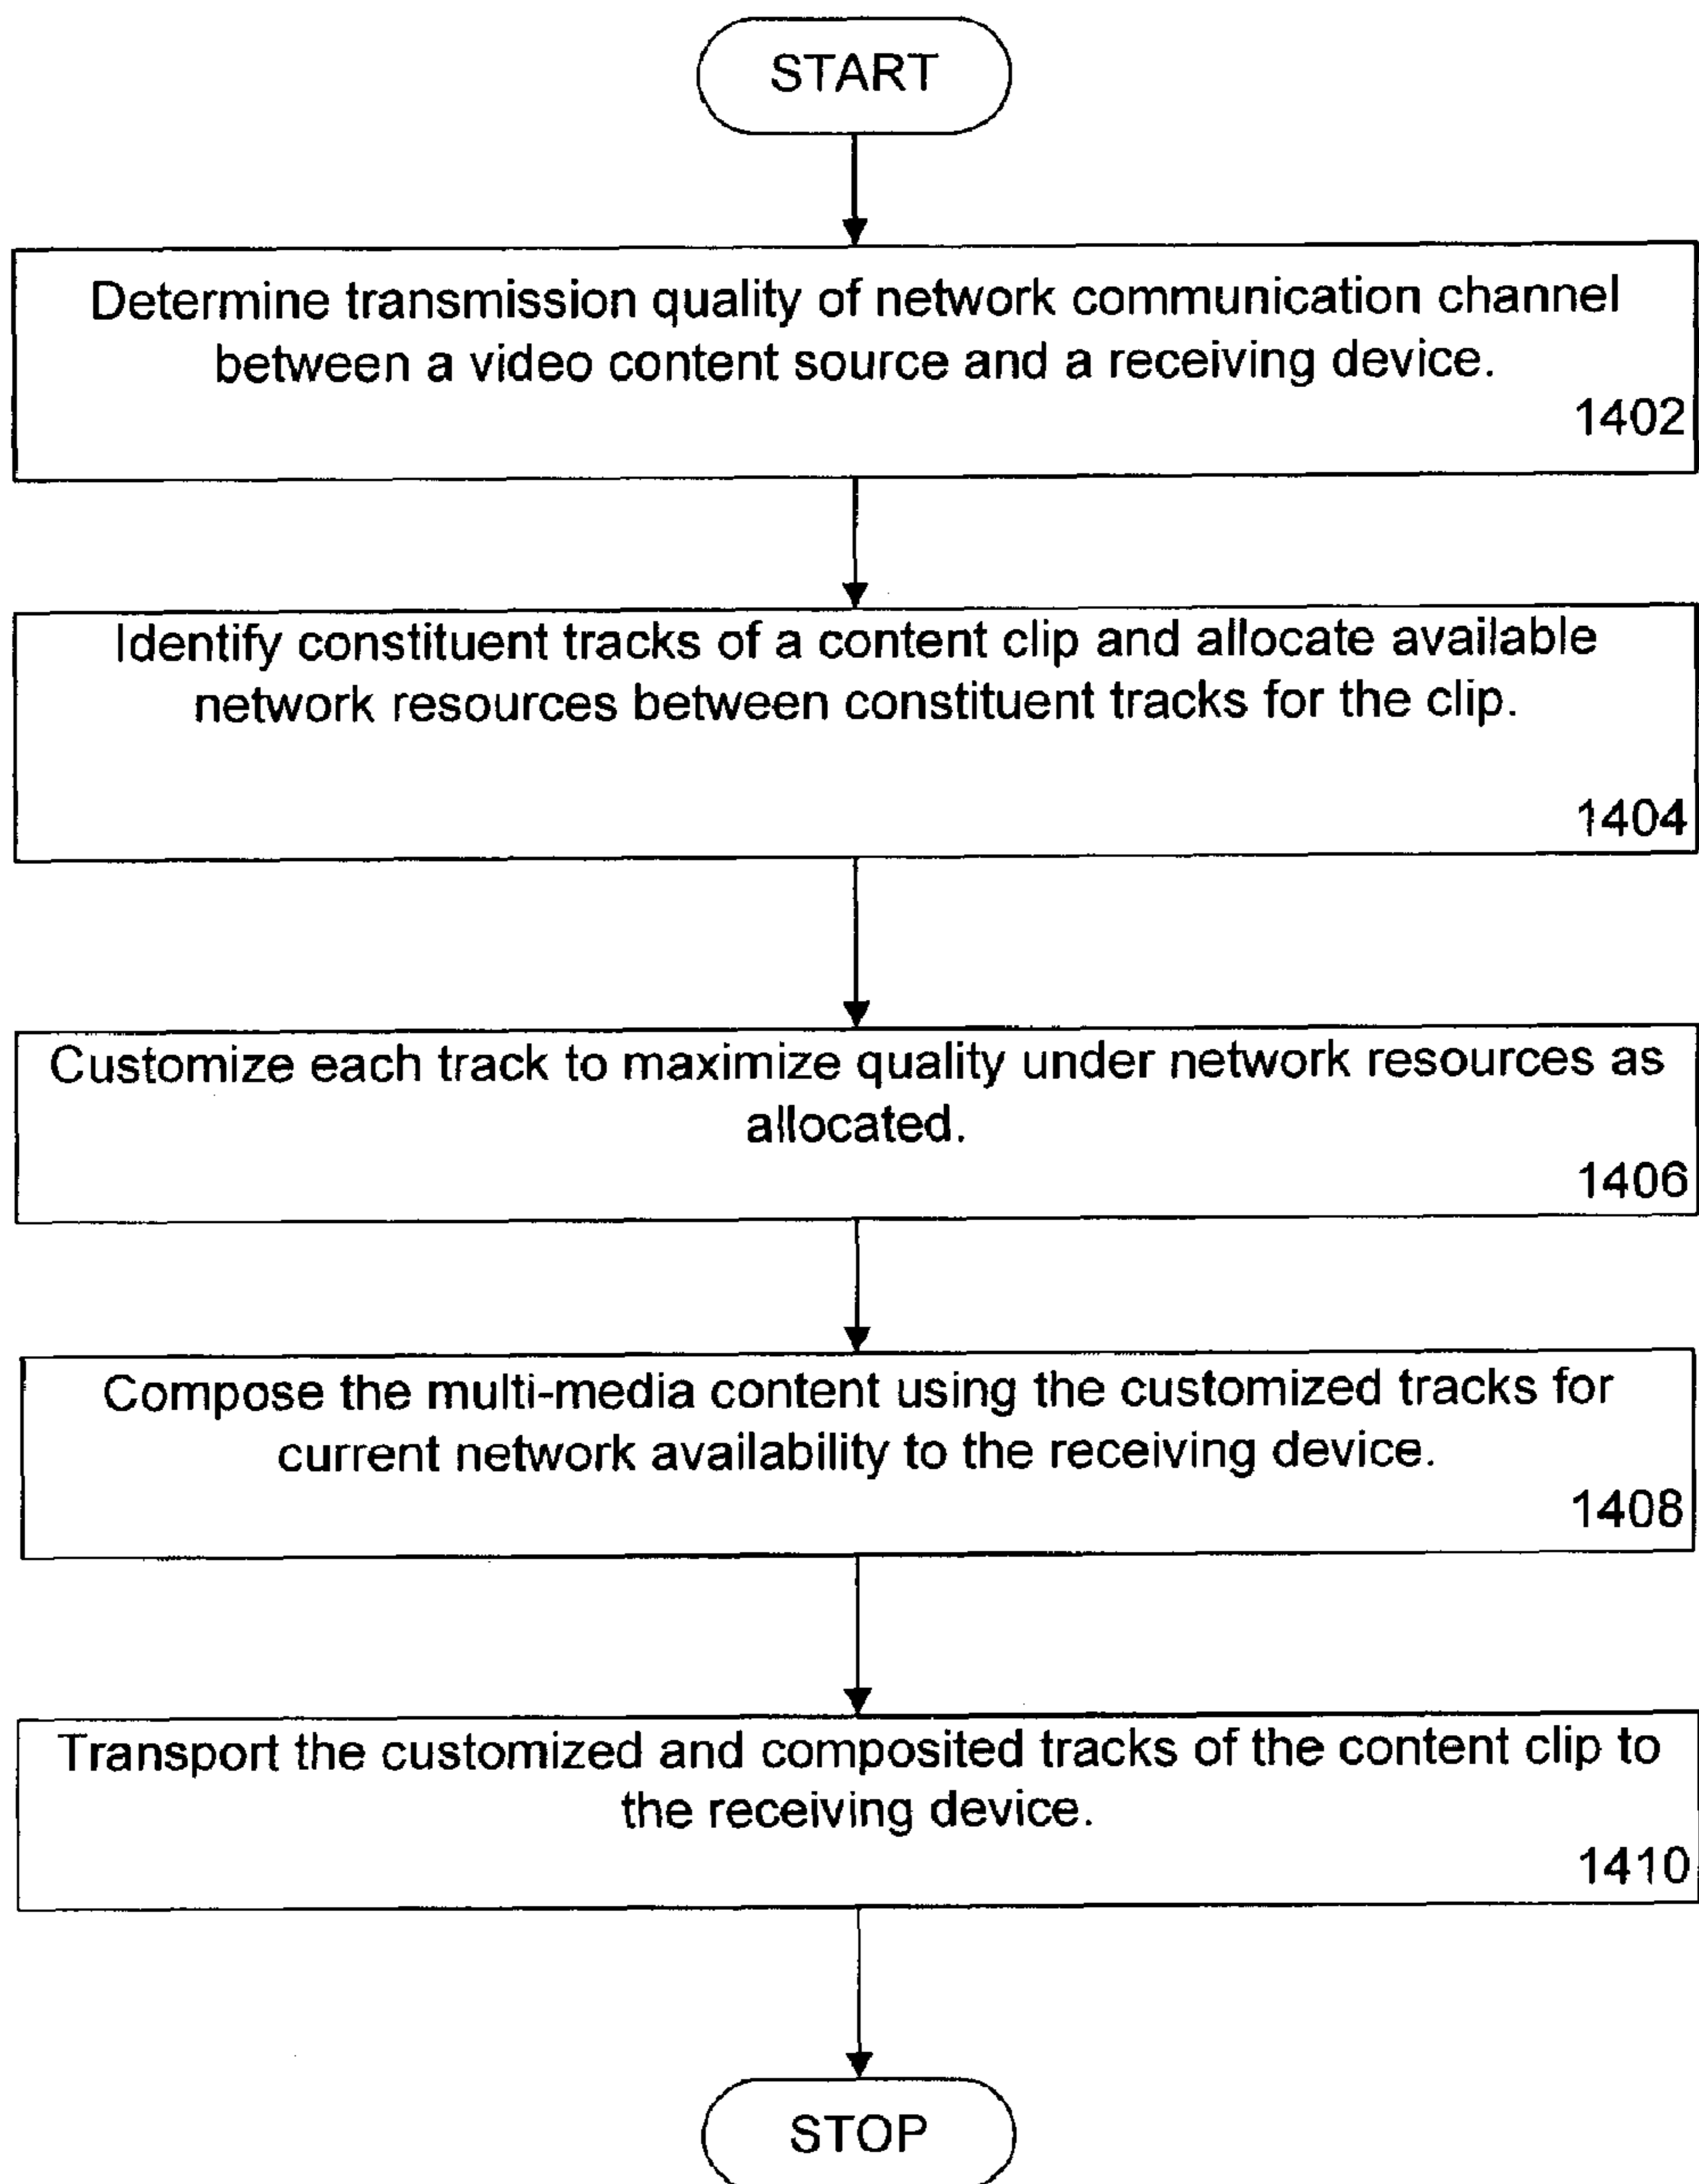 START
Determine transmission quality of network communication channel
between a video content source and a receiving device.
1402
Identify constituent tracks of a content clip and allocate available
network resources between constituent tracks for the clip.
1404
Customize each track to maximize quality under network resources as
allocated.
1406
Compose the multi-media content using the customized tracks for
current network availability to the receiving device.
1408
Transport the customized and composited tracks of the content clip to
the receiving device.
1410
STOP